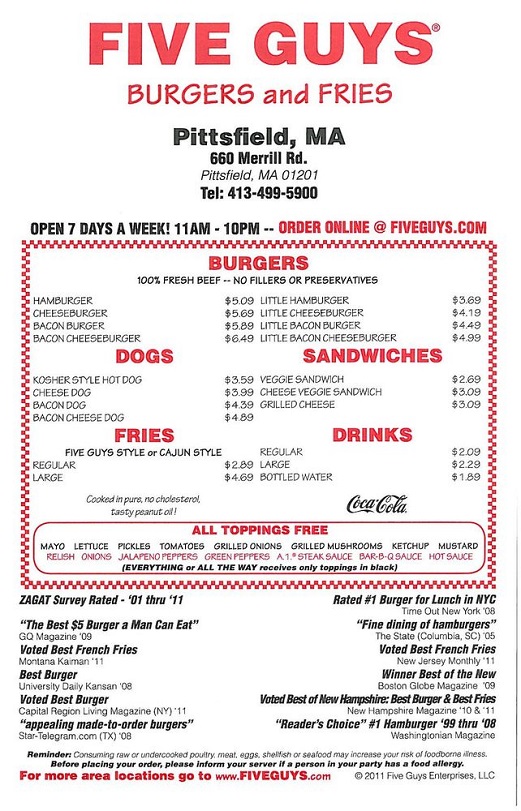 FIVE GUYS®
BURGERS and FRIES
Pittsfield, MA
660 Merrill Rd.
Pittsfield, MA 01201
Tel: 413-499-5900
OPEN 7 DAYS A WEEK! 11AM - 10PM -- ORDER ONLINE @ FIVEGUYS.COM
BURGERS
100% FRESH BEEF -- NO FILLERS OR PRESERVATIVES
HAMBURGER $5.09 LITTLE HAMBURGER $3.69
CHEESEBURGER $5.69 LITTLE CHEESEBURGER $4.19
BACON BURGER $5.89 LITTLE BACON BURGER $4.49
BACON CHEESEBURGER $6.49 LITTLE BACON CHEESEBURGER $4.99
DOGS SANDWICHES
KOSHER STYLE HOT DOG $3.59 VEGGIE SANDWICH $2.69
CHEESE DOG $3.99 CHEESE VEGGIE SANDWICH $3.09
BACON DOG $4.39 GRILLED CHEESE $3.09
BACON CHEESE DOG $4.89
FRIES DRINKS
FIVE GUYS STYLE or CAJUN STYLE REGULAR $2.09
REGULAR $2.89 LARGE $2.29
LARGE $4.69 BOTTLED WATER $1.89
Cooked in pure, no cholesterol,
tasty peanut oil!
Coca-Cola
ALL TOPPINGS FREE
MAYO LETTUCE PICKLES TOMATOES GRILLED ONIONS GRILLED MUSHROOMS KETCHUP MUSTARD
RELISH ONIONS JALAPENO PEPPERS GREEN PEPPERS A.1.® STEAK SAUCE BAR-B-Q SAUCE HOT SAUCE
(EVERYTHING or ALL THE WAY receives only toppings in black)
ZAGAT Survey Rated - '01 thru '11 Rated #1 Burger for Lunch in NYC
Time Out New York '08
"The Best $5 Burger a Man Can Eat" "Fine dining of hamburgers"
GQ Magazine '09 The State (Columbia, SC) '05
Voted Best French Fries Voted Best French Fries
Montana Kaiman '11 New Jersey Monthly '11
Best Burger Winner Best of the New
University Daily Kansan '08 Boston Globe Magazine '09
Voted Best Burger Voted Best of New Hampshire: Best Burger & Best Fries
Capital Region Living Magazine (NY) '11 New Hampshire Magazine '10 & '11
"appealing made-to-order burgers" "Reader's Choice" #1 Hamburger '99 thru '08
Star-Telegram.com (TX) '08 Washingtonian Magazine
Reminder: Consuming raw or undercooked poultry, meat, eggs, shellfish or seafood may increase your risk of foodborne illness.
Before placing your order, please inform your server if a person in your party has a food allergy.
For more area locations go to www.FIVEGUYS.com © 2011 Five Guys Enterprises, LLC